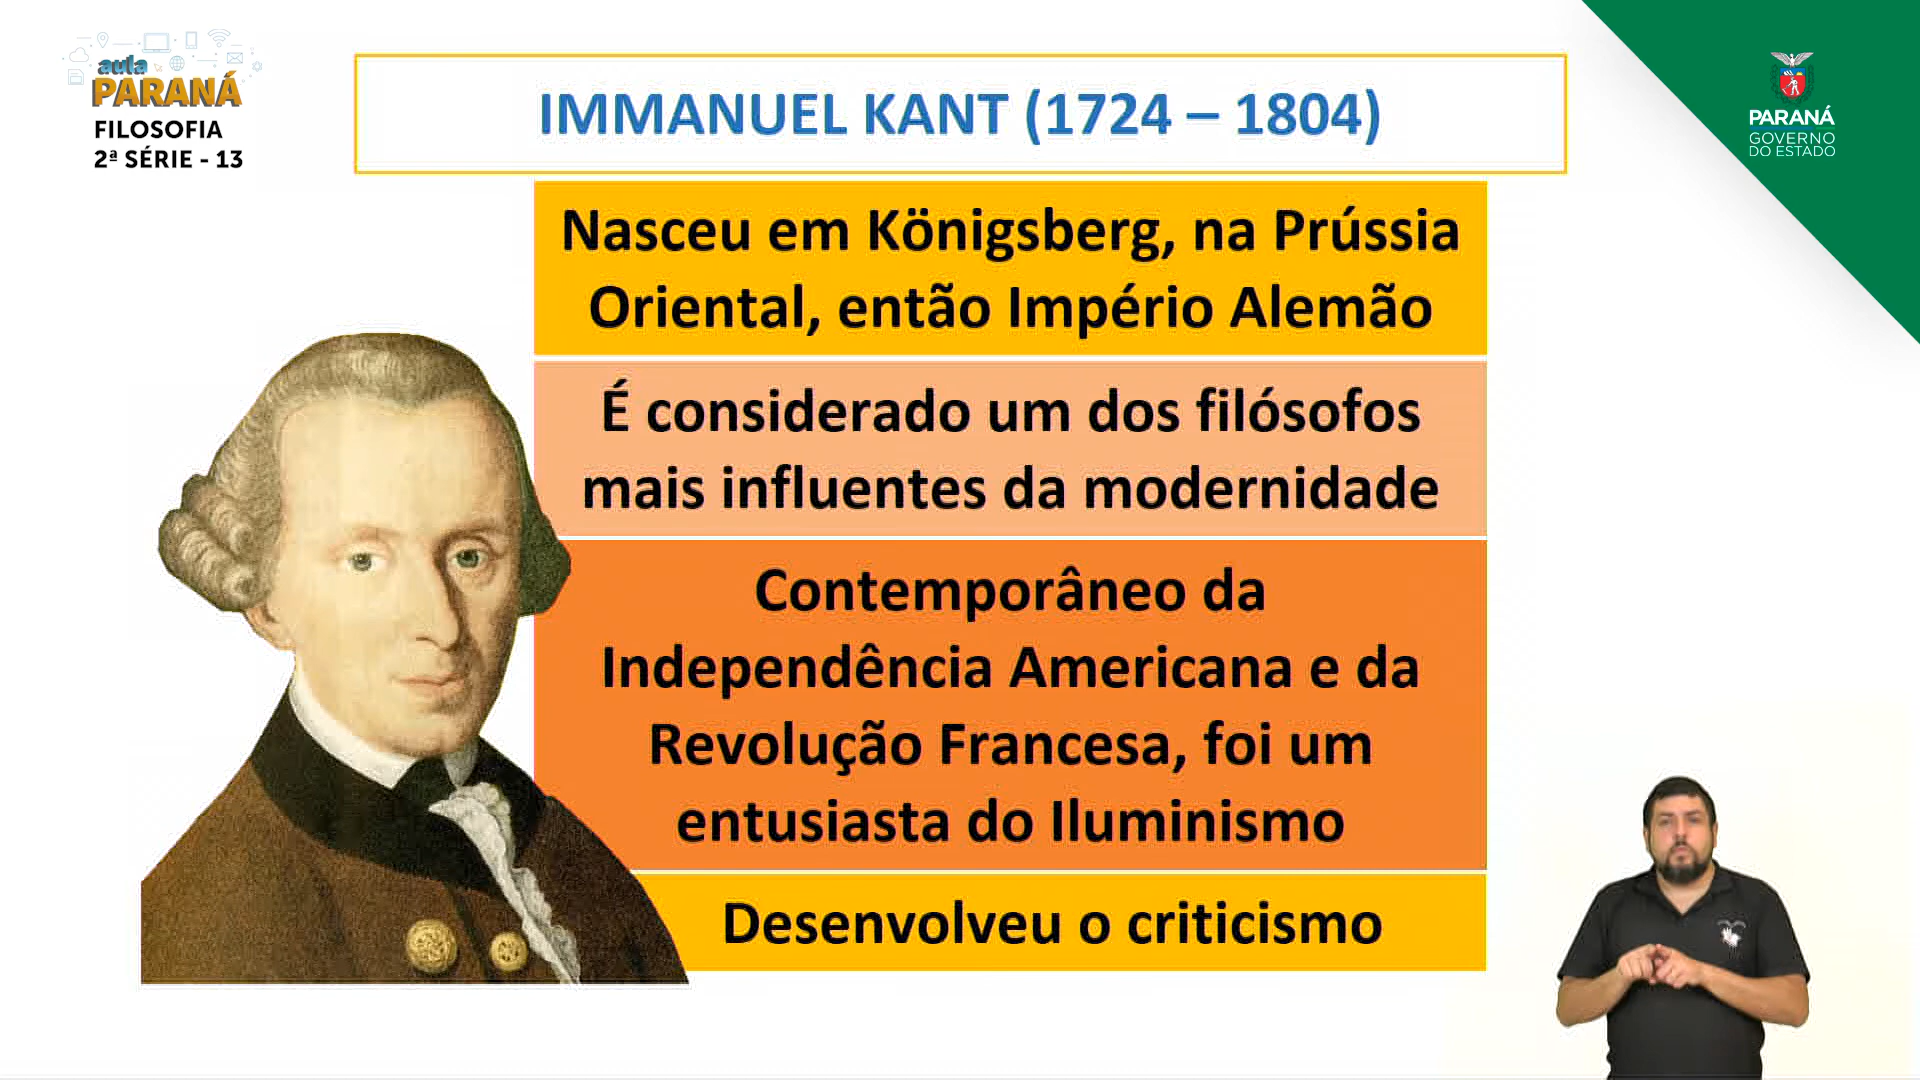 aula
PARANÁ
FILOSOFIA
2ª SÉRIE - 13
IMMANUEL KANT (1724 – 1804)
PARANÁ
GOVERNO
DO ESTADO
Nasceu em Königsberg, na Prússia
Oriental, então Império Alemão
É considerado um dos filósofos
mais influentes da modernidade
Contemporâneo da
Independência Americana e da
Revolução Francesa, foi um
entusiasta do Iluminismo
Desenvolveu o criticismo